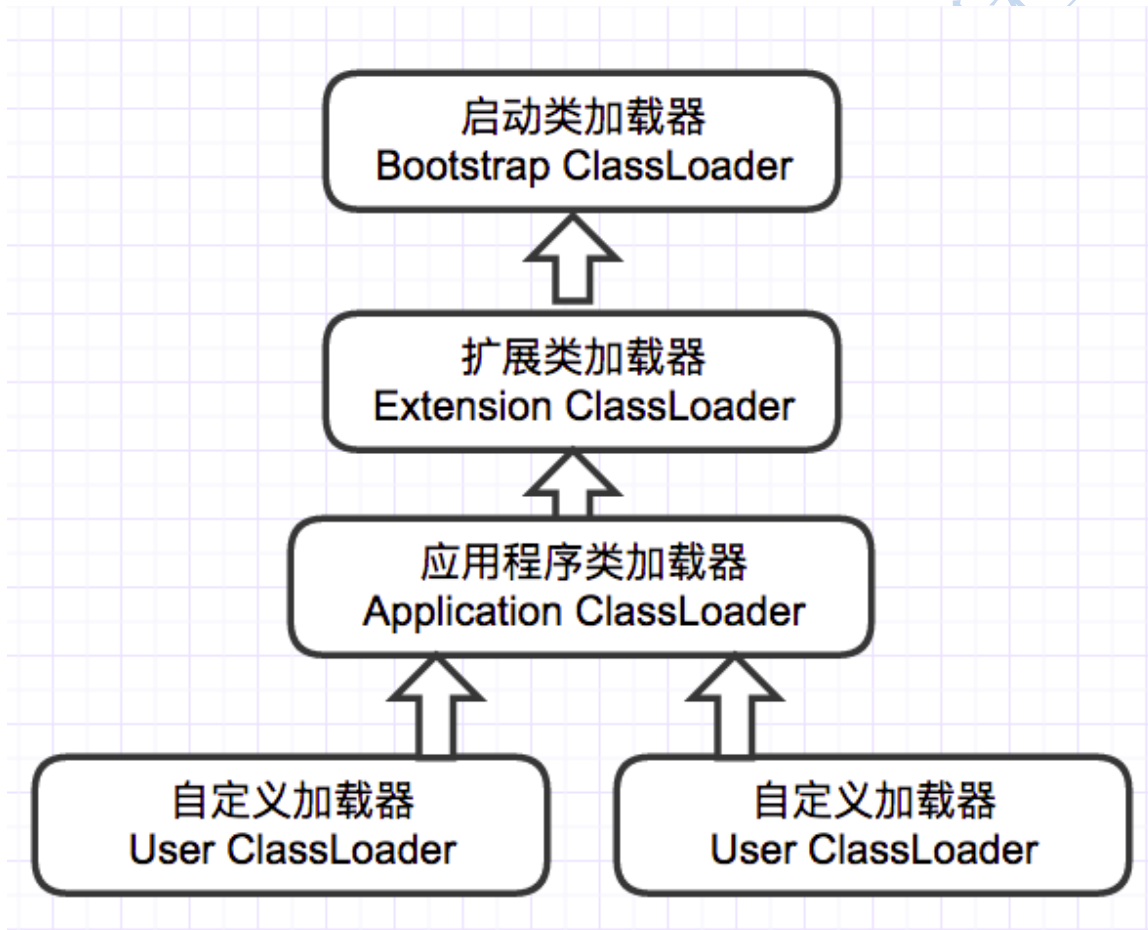 启动类加载器
Bootstrap ClassLoader
扩展类加载器
Extension ClassLoader
应用程序类加载器
Application ClassLoader
自定义加载器
User ClassLoader
自定义加载器
User ClassLoader